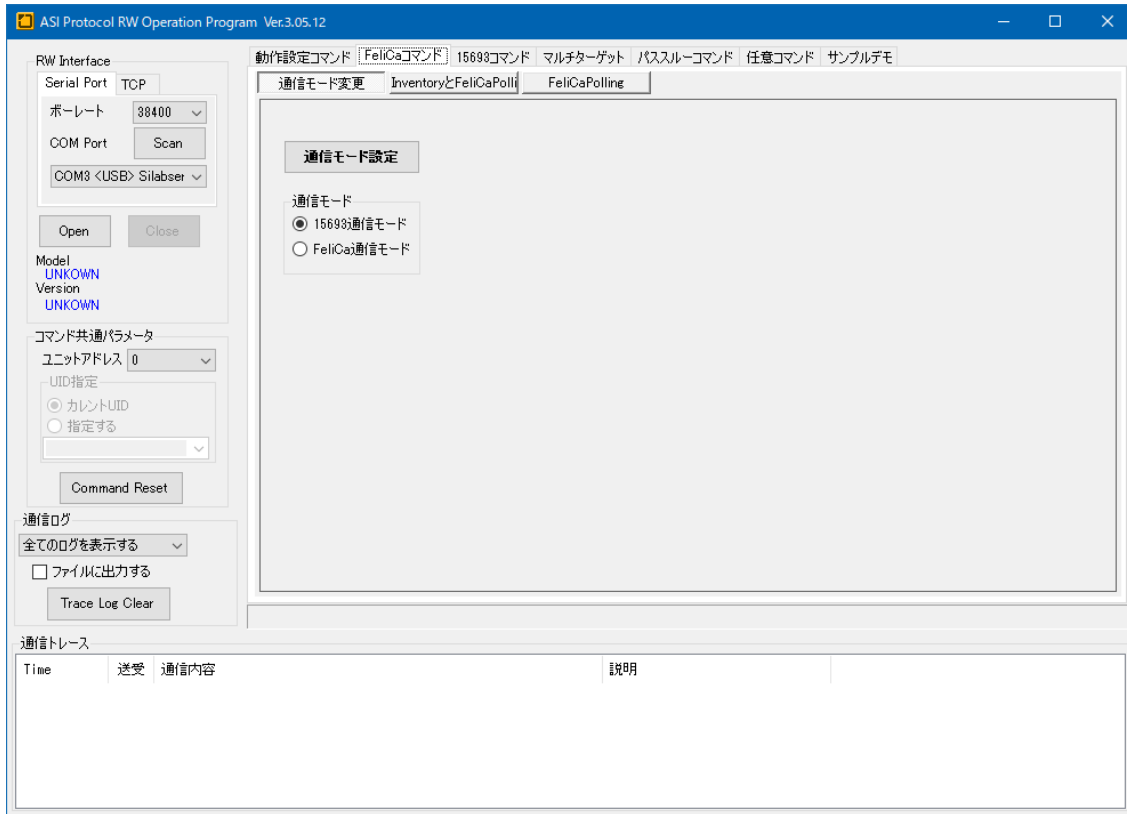 ASI Protocol RW Operation Program Ver.3.05.12
RW Interface
Serial Port TCP
ボーレート 38400
COM Port Scan
COM3 <USB> Silabser
Open Close
Model
UNKOWN
Version
UNKOWN
コマンド共通パラメータ
ユニットアドレス 0
UID指定
カレントUID
指定する
Command Reset
通信ログ
全てのログを表示する
ファイルに出力する
Trace Log Clear
動作設定コマンド FeliCaコマンド 15693コマンド マルチターゲット パススルーコマンド 任意コマンド サンプルデモ
通信モード変更 InventoryとFeliCaPolli FeliCaPolling
通信モード設定
通信モード
15693通信モード
FeliCa通信モード
通信トレース
Time 送受 通信内容 説明